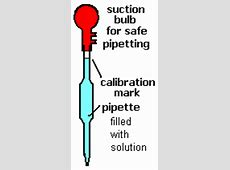 suction
bulb
for safe
pipetting
calibration
mark
pipette
filled
with
solution